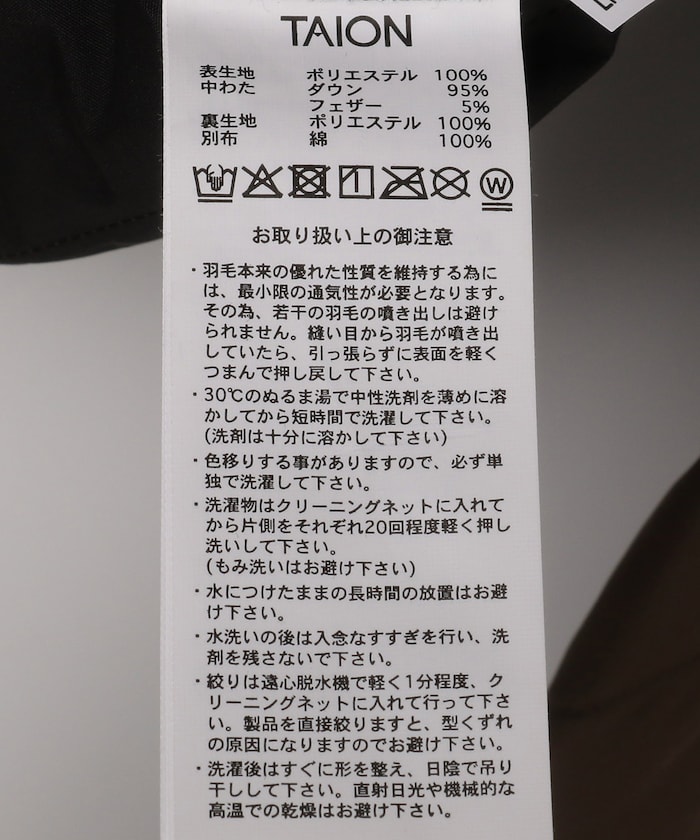 TAION
表生地 ポリエステル 100%
中わた ダウン 95%
フェザー 5%
裏生地 ポリエステル 100%
別布 綿 100%
W
お取り扱い上の御注意
・羽毛本来の優れた性質を維持する為に
は、最小限の通気性が必要となります。
その為、若干の羽毛の噴き出しは避け
られません。縫い目から羽毛が噴き出
していたら、引っ張らずに表面を軽く
つまんで押し戻して下さい。
・30℃のぬるま湯で中性洗剤を薄めに溶
かしてから短時間で洗濯して下さい。
(洗剤は十分に溶かして下さい)
・色移りする事がありますので、必ず単
独で洗濯して下さい。
・洗濯物はクリーニングネットに入れて
から片側をそれぞれ20回程度軽く押し
洗いして下さい。
(もみ洗いはお避け下さい)
・水につけたままの長時間の放置はお避
け下さい。
・水洗いの後は入念なすすぎを行い、洗
剤を残さないで下さい。
・絞りは遠心脱水機で軽く1分程度、ク
リーニングネットに入れて行って下さ
い。製品を直接絞りますと、型くずれ
の原因になりますのでお避け下さい。
・洗濯後はすぐに形を整え、日陰で吊り
干しして下さい。直射日光や機械的な
高温での乾燥はお避け下さい。